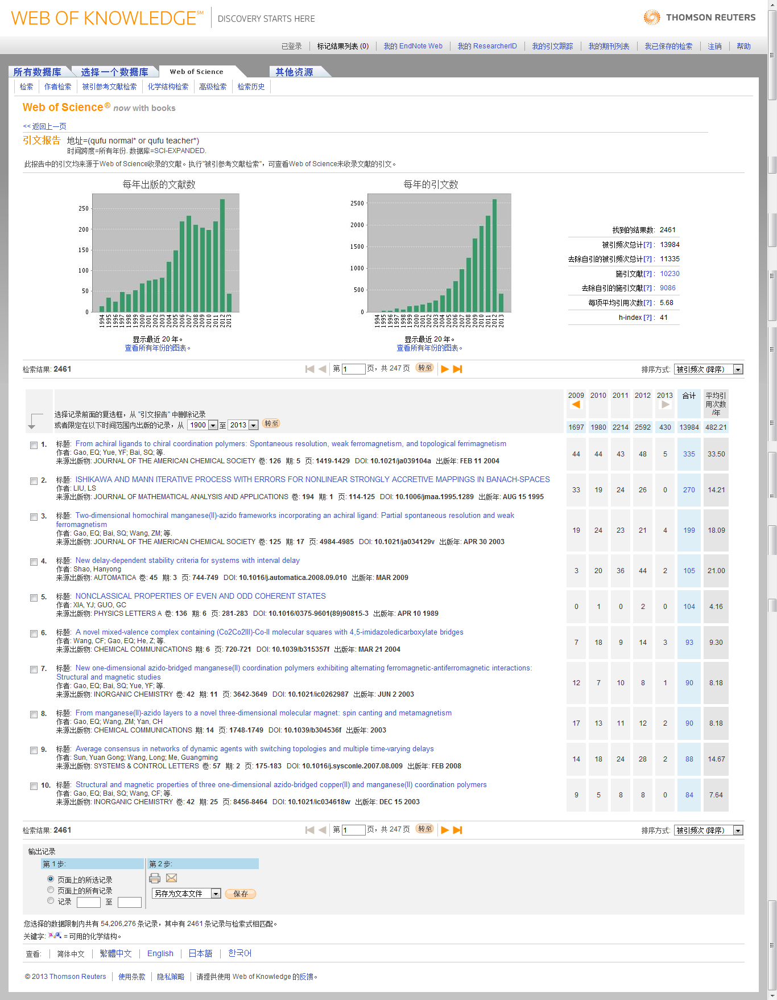 WEB OF KNOWLEDGE℠ DISCOVERY STARTS HERE THOMSON REUTERS
已登录 标记结果列表 (0) 我的 EndNote Web 我的 ResearcherID 我的引文跟踪 我的期刊列表 我已保存的检索 注销 帮助
所有数据库 选择一个数据库 Web of Science 其他资源
检索 作者检索 被引参考文献检索 化学结构检索 高级检索 检索历史
Web of Science® now with books
<< 返回上一页
引文报告 地址=(qufu normal* or qufu teacher*)
时间跨度=所有年份. 数据库=SCI-EXPANDED.
此报告中的引文均来源于Web of Science收录的文献。执行"被引参考文献检索"，可查看Web of Science未收录文献的引文。
每年出版的文献数
250
200
150
100
50
0
1994 1995 1996 1997 1998 1999 2000 2001 2002 2003 2004 2005 2006 2007 2008 2009 2010 2011 2012 2013
显示最近 20 年。
查看所有年份的图表。
每年的引文数
2500
2000
1500
1000
500
0
1994 1995 1996 1997 1998 1999 2000 2001 2002 2003 2004 2005 2006 2007 2008 2009 2010 2011 2012 2013
显示最近 20 年。
查看所有年份的图表。
找到的结果数: 2461
被引频次总计[?] : 13984
去除自引的被引频次总计[?] : 11335
施引文献[?] : 10230
去除自引的施引文献[?] : 9086
每项平均引用次数[?] : 5.68
h-index [?] : 41
检索结果: 2461 第 1 页，共 247 页 转至 排序方式: 被引频次 (降序)
2009 2010 2011 2012 2013 合计 平均引用次数/年
选择记录前面的复选框，从 "引文报告" 中删除记录
或者限定在以下时间范围内出版的记录，从 1900 至 2013 转至
1697 1980 2214 2592 430 13984 482.21
1. 标题: From achiral ligands to chiral coordination polymers: Spontaneous resolution, weak ferromagnetism, and topological ferrimagnetism
作者: Gao, EQ; Yue, YF; Bai, SQ; 等.
来源出版物: JOURNAL OF THE AMERICAN CHEMICAL SOCIETY 卷: 126 期: 5 页: 1419-1429 DOI: 10.1021/ja039104a 出版年: FEB 11 2004
44 44 43 48 5 335 33.50
2. 标题: ISHIKAWA AND MANN ITERATIVE PROCESS WITH ERRORS FOR NONLINEAR STRONGLY ACCRETIVE MAPPINGS IN BANACH-SPACES
作者: LIU, LS
来源出版物: JOURNAL OF MATHEMATICAL ANALYSIS AND APPLICATIONS 卷: 194 期: 1 页: 114-125 DOI: 10.1006/jmaa.1995.1289 出版年: AUG 15 1995
33 19 24 26 0 270 14.21
3. 标题: Two-dimensional homochiral manganese(II)-azido frameworks incorporating an achiral ligand: Partial spontaneous resolution and weak
ferromagnetism
作者: Gao, EQ; Bai, SQ; Wang, ZM; 等.
来源出版物: JOURNAL OF THE AMERICAN CHEMICAL SOCIETY 卷: 125 期: 17 页: 4984-4985 DOI: 10.1021/ja034129v 出版年: APR 30 2003
19 24 23 21 4 199 18.09
4. 标题: New delay-dependent stability criteria for systems with interval delay
作者: Shao, Hanyong
来源出版物: AUTOMATICA 卷: 45 期: 3 页: 744-749 DOI: 10.1016/j.automatica.2008.09.010 出版年: MAR 2009
3 20 36 44 2 105 21.00
5. 标题: NONCLASSICAL PROPERTIES OF EVEN AND ODD COHERENT STATES
作者: XIA, YJ; GUO, GC
来源出版物: PHYSICS LETTERS A 卷: 136 期: 6 页: 281-283 DOI: 10.1016/0375-9601(89)90815-3 出版年: APR 10 1989
0 1 0 2 0 104 4.16
6. 标题: A novel mixed-valence complex containing (Co2Co2III)-Co-II molecular squares with 4,5-imidazoledicarboxylate bridges
作者: Wang, CF; Gao, EQ; He, Z; 等.
来源出版物: CHEMICAL COMMUNICATIONS 期: 6 页: 720-721 DOI: 10.1039/b315357f 出版年: MAR 21 2004
7 18 9 14 3 93 9.30
7. 标题: New one-dimensional azido-bridged manganese(II) coordination polymers exhibiting alternating ferromagnetic-antiferromagnetic interactions:
Structural and magnetic studies
作者: Gao, EQ; Bai, SQ; Yue, YF; 等.
来源出版物: INORGANIC CHEMISTRY 卷: 42 期: 11 页: 3642-3649 DOI: 10.1021/ic0262987 出版年: JUN 2 2003
12 7 10 8 1 90 8.18
8. 标题: From manganese(II)-azido layers to a novel three-dimensional molecular magnet: spin canting and metamagnetism
作者: Gao, EQ; Wang, ZM; Yan, CH
来源出版物: CHEMICAL COMMUNICATIONS 期: 14 页: 1748-1749 DOI: 10.1039/b304536f 出版年: 2003
17 13 11 12 2 90 8.18
9. 标题: Average consensus in networks of dynamic agents with switching topologies and multiple time-varying delays
作者: Sun, Yuan Gong; Wang, Long; Me, Guangming
来源出版物: SYSTEMS & CONTROL LETTERS 卷: 57 期: 2 页: 175-183 DOI: 10.1016/j.sysconle.2007.08.009 出版年: FEB 2008
14 18 24 28 2 88 14.67
10. 标题: Structural and magnetic properties of three one-dimensional azido-bridged copper(II) and manganese(II) coordination polymers
作者: Gao, EQ; Bai, SQ; Wang, CF; 等.
来源出版物: INORGANIC CHEMISTRY 卷: 42 期: 25 页: 8456-8464 DOI: 10.1021/ic034618w 出版年: DEC 15 2003
9 5 8 8 0 84 7.64
检索结果: 2461 第 1 页，共 247 页 转至 排序方式: 被引频次 (降序)
输出记录
第 1 步: 第 2 步:
页面上的所选记录
页面上的所有记录
记录 至
另存为文本文件 保存
您选择的数据限制内共有 54,206,276 条记录，其中有 2461 条记录与检索式相匹配。
关键字: = 可用的化学结构。
查看: 简体中文 繁體中文 English 日本語 한국어
© 2013 Thomson Reuters 使用条款 隐私策略 请提供使用 Web of Knowledge 的反馈。